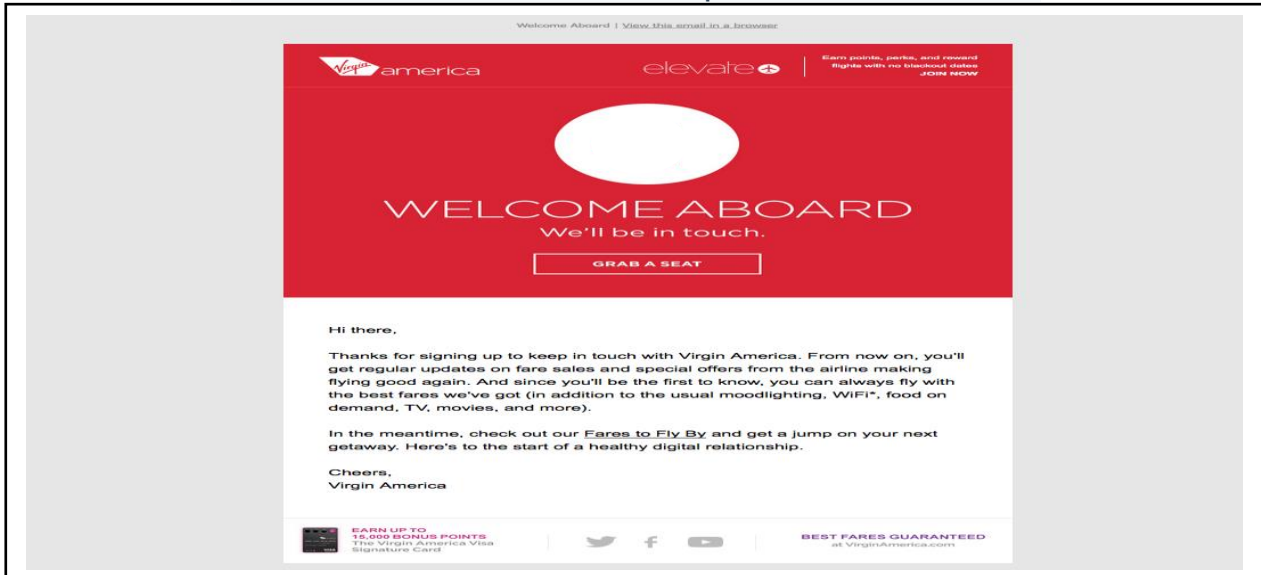 Welcome Aboard | View this email in a browser
Virgin america
elevate
Earn points, perks, and reward
flights with no blackout dates
JOIN NOW
WELCOME ABOARD
We'll be in touch.
GRAB A SEAT
Hi there,
Thanks for signing up to keep in touch with Virgin America. From now on, you'll
get regular updates on fare sales and special offers from the airline making
flying good again. And since you'll be the first to know, you can always fly with
the best fares we've got (in addition to the usual moodlighting, WiFi*, food on
demand, TV, movies, and more).
In the meantime, check out our Fares to Fly By and get a jump on your next
getaway. Here's to the start of a healthy digital relationship.
Cheers,
Virgin America
EARN UP TO
15,000 BONUS POINTS
The Virgin America Visa
Signature Card
BEST FARES GUARANTEED
at VirginAmerica.com